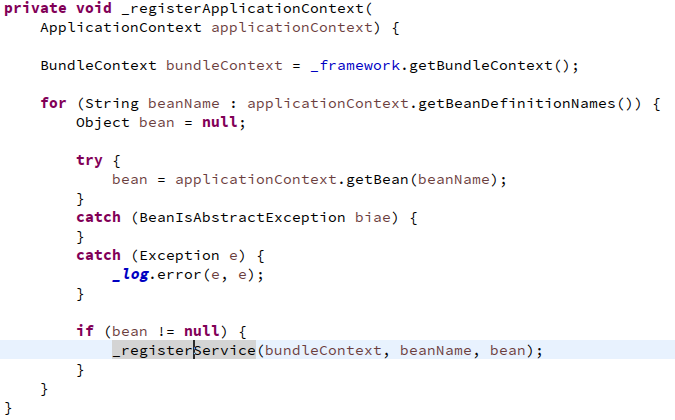 private void _registerApplicationContext(
    ApplicationContext applicationContext) {
    BundleContext bundleContext = _framework.getBundleContext();
    for (String beanName : applicationContext.getBeanDefinitionNames()) {
        Object bean = null;
        try {
            bean = applicationContext.getBean(beanName);
        }
        catch (BeanIsAbstractException biae) {
        }
        catch (Exception e) {
            _log.error(e, e);
        }
        if (bean != null) {
            _registerService(bundleContext, beanName, bean);
        }
    }
}